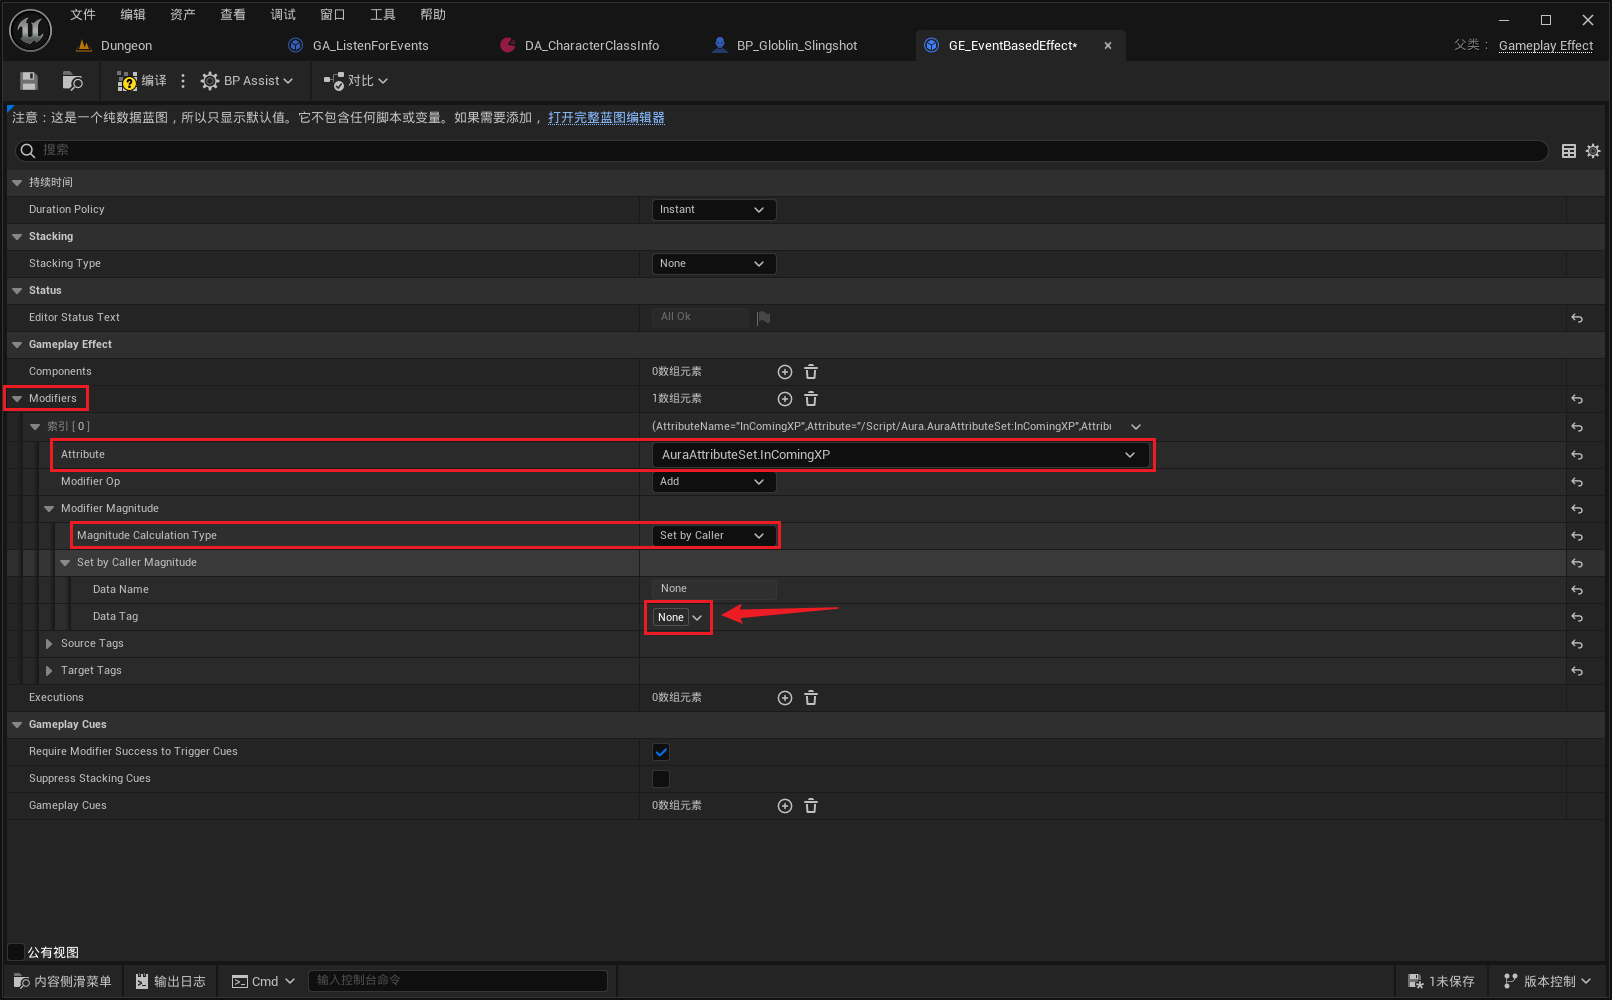 文件 编辑 资产 查看 调试 窗口 工具 帮助
Dungeon GA_ListenForEvents DA_CharacterClassInfo BP_Globlin_Slingshot GE_EventBasedEffect* 父类： Gameplay Effect
编译 BP Assist 对比
注意：这是一个纯数据蓝图，所以只显示默认值。它不包含任何脚本或变量。如果需要添加， 打开完整蓝图编辑器
搜索
持续时间
Duration Policy Instant
Stacking
Stacking Type None
Status
Editor Status Text All Ok
Gameplay Effect
Components 0数组元素
Modifiers 1数组元素
索引 [ 0 ] (AttributeName="InComingXP",Attribute="/Script/Aura.AuraAttributeSet:InComingXP",Attribu
Attribute AuraAttributeSet.InComingXP
Modifier Op Add
Modifier Magnitude
Magnitude Calculation Type Set by Caller
Set by Caller Magnitude
Data Name None
Data Tag None
Source Tags
Target Tags
Executions 0数组元素
Gameplay Cues
Require Modifier Success to Trigger Cues
Suppress Stacking Cues
Gameplay Cues 0数组元素
公有视图
内容侧滑菜单 输出日志 Cmd 输入控制台命令 1未保存 版本控制